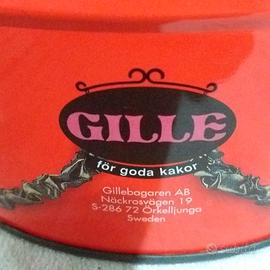 GILLE
för goda kakor
Gillebagaren AB
Näckrosvägen 19
S-286 72 Örkelljunga
Sweden